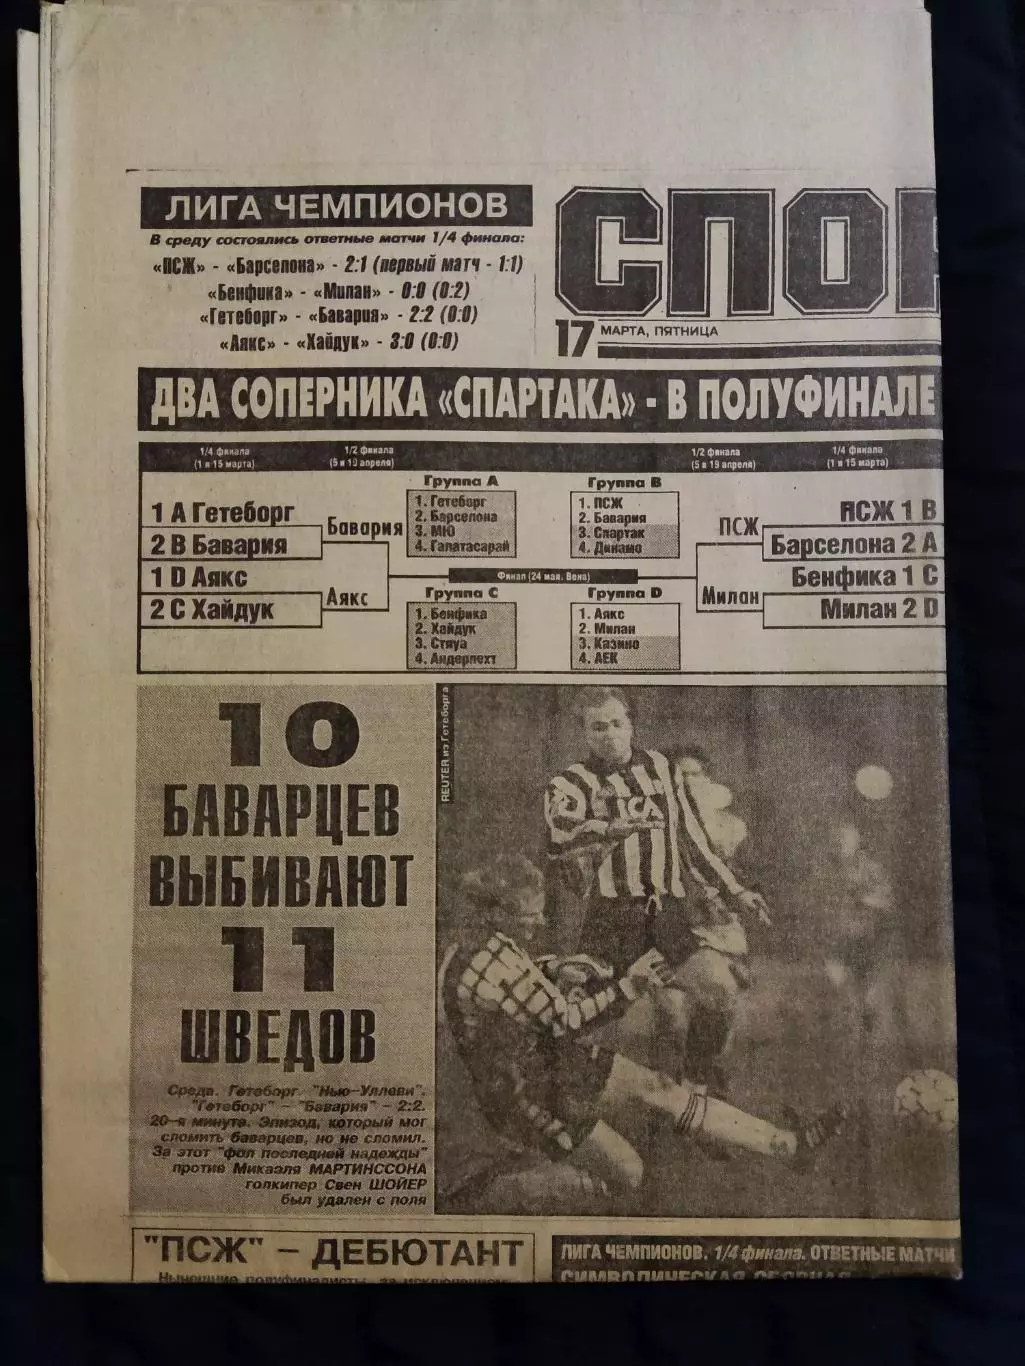 ЛИГА ЧЕМПИОНОВ
В среду состоялись ответные матчи 1/4 финала:
«ПСЖ» - «Барселона» - 2:1 (первый матч - 1:1)
«Бенфика» - «Милан» - 0:0 (0:2)
«Гетеборг» - «Бавария» - 2:2 (0:0)
«Аякс» - «Хайдук» - 3:0 (0:0)
СПО
17 МАРТА, ПЯТНИЦА
ДВА СОПЕРНИКА «СПАРТАКА» - В ПОЛУФИНАЛЕ
1/4 финала
(1 и 15 марта)
1/2 финала
(5 и 19 апреля)
1/2 финала
(5 и 19 апреля)
1/4 финала
(1 и 15 марта)
1 А Гетеборг
2 В Бавария
1 D Аякс
2 С Хайдук
Бавария
Аякс
Группа А
1. Гетеборг
2. Барселона
3. МЮ
4. Галатасарай
Группа В
1. ПСЖ
2. Бавария
3. Спартак
4. Динамо
Финал (24 мая, Вена)
Группа С
1. Бенфика
2. Хайдук
3. Стяуа
4. Андерлехт
Группа D
1. Аякс
2. Милан
3. Казино
4. АЕК
ПСЖ
Милан
ПСЖ 1 В
Барселона 2 А
Бенфика 1 С
Милан 2 D
10
БАВАРЦЕВ
ВЫБИВАЮТ
11
ШВЕДОВ
Среда. Гетеборг. "Нью-Уллеви".
"Гетеборг" - "Бавария" - 2:2.
20-я минута. Эпизод, который мог
сломить баварцев, но не сломил.
За этот "фол последней надежды"
против Микаэля МАРТИНССОНА
голкипер Свен ШОЙЕР
был удален с поля
REUTER из Гетеборга
ICA
"ПСЖ" - ДЕБЮТАНТ
Нынешние полуфиналисты, за исключением
ЛИГА ЧЕМПИОНОВ. 1/4 финала. ОТВЕТНЫЕ МАТЧИ
СИМВОЛИЧЕСКАЯ СБОРНАЯ